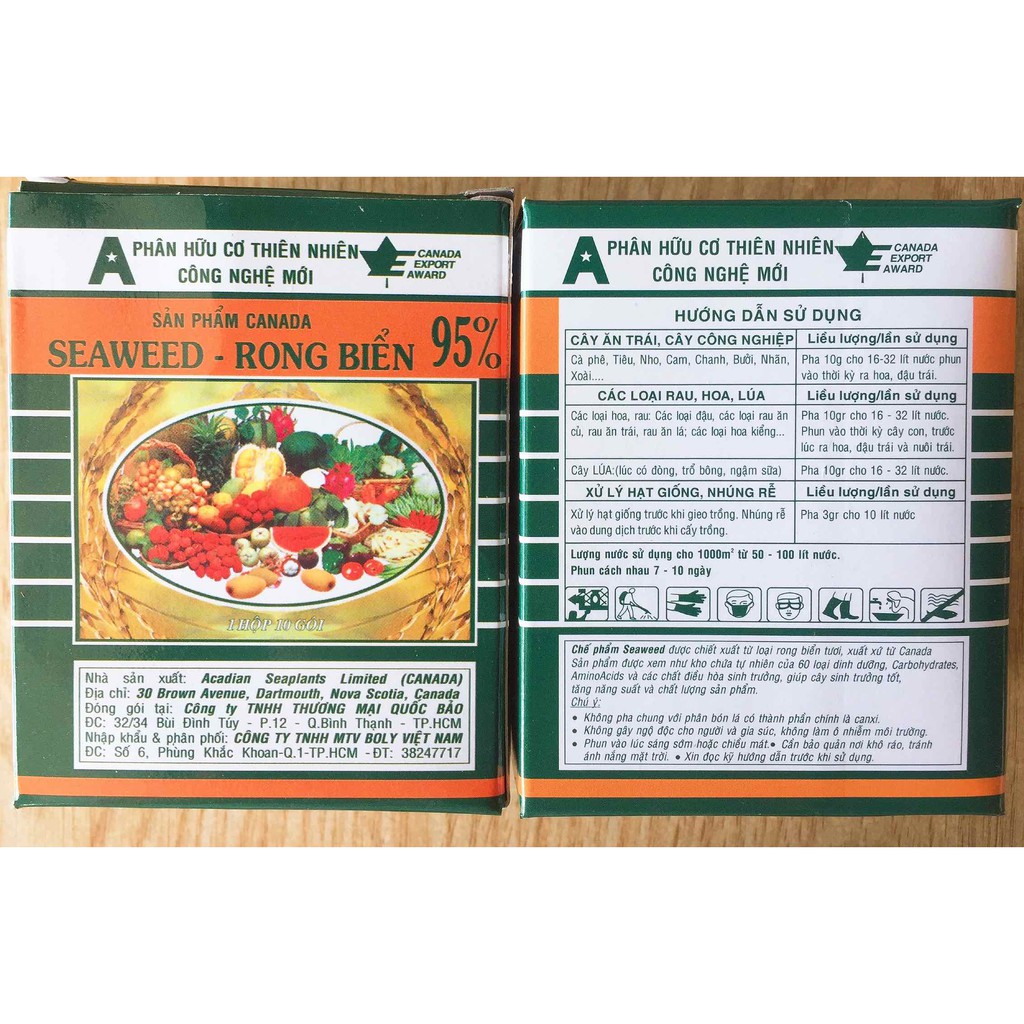 A PHÂN HỮU CƠ THIÊN NHIÊN
CÔNG NGHỆ MỚI
E CANADA
EXPORT
AWARD
SẢN PHẨM CANADA
SEAWEED - RONG BIỂN 95%
1 HỘP 10 GÓI
Nhà sản xuất: Acadian Seaplants Limited (CANADA)
Địa chỉ: 30 Brown Avenue, Dartmouth, Nova Scotia, Canada
Đóng gói tại: Công ty TNHH THƯƠNG MẠI QUỐC BẢO
ĐC: 32/34 Bùi Đình Túy - P.12 - Q.Bình Thạnh - TP.HCM
Nhập khẩu & phân phối: CÔNG TY TNHH MTV BOLY VIỆT NAM
ĐC: Số 6, Phùng Khắc Khoan-Q.1-TP.HCM -ĐT: 38247717
A PHÂN HỮU CƠ THIÊN NHIÊN
CÔNG NGHỆ MỚI
E CANADA
EXPORT
AWARD
HƯỚNG DẪN SỬ DỤNG
CÂY ĂN TRÁI, CÂY CÔNG NGHIỆP Liều lượng/lần sử dụng
Cà phê, Tiêu, Nho, Cam, Chanh, Bưởi, Nhãn, Pha 10g cho 16-32 lít nước phun
Xoài.... vào thời kỳ ra hoa, đậu trái.
CÁC LOẠI RAU, HOA, LÚA Liều lượng/lần sử dụng
Các loại hoa, rau: Các loại đậu, các loại rau ăn Pha 10gr cho 16 - 32 lít nước.
củ, rau ăn trái, rau ăn lá; các loại hoa kiểng... Phun vào thời kỳ cây con, trước
lúc ra hoa, đậu trái và nuôi trái.
Cây LÚA:(lúc có đòng, trổ bông, ngậm sữa) Pha 10gr cho 16 - 32 lít nước.
XỬ LÝ HẠT GIỐNG, NHÚNG RỄ Liều lượng/lần sử dụng
Xử lý hạt giống trước khi gieo trồng. Nhúng rễ Pha 3gr cho 10 lít nước
vào dung dịch trước khi cấy trồng.
Lượng nước sử dụng cho 1000m² từ 50 - 100 lít nước.
Phun cách nhau 7 - 10 ngày
Chế phẩm Seaweed được chiết xuất từ loại rong biển tươi, xuất xứ từ Canada
Sản phẩm được xem như kho chứa tự nhiên của 60 loại dinh dưỡng, Carbohydrates,
AminoAcids và các chất điều hòa sinh trưởng, giúp cây sinh trưởng tốt,
tăng năng suất và chất lượng sản phẩm.
Chú ý:
• Không pha chung với phân bón lá có thành phần chính là canxi.
• Không gây ngộ độc cho người và gia súc, không làm ô nhiễm môi trường.
• Phun vào lúc sáng sớm hoặc chiều mát. • Cần bảo quản nơi khô ráo, tránh
ánh nắng mặt trời. • Xin đọc kỹ hướng dẫn trước khi sử dụng.